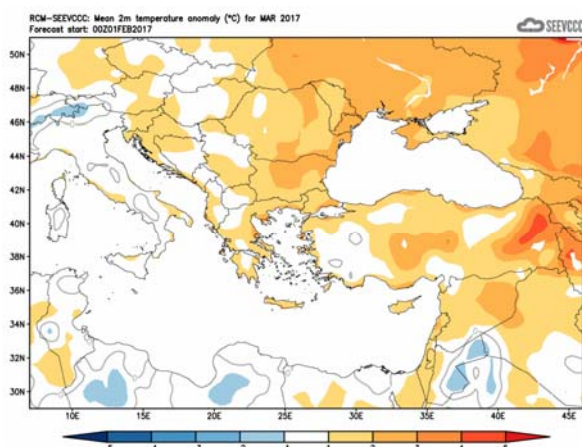 RCM-SEEVCCC: Mean 2m temperature anomaly (°C) for MAR 2017
Forecast start: 00Z01FEB2017
SEEVCCC
50N
48N
46N
44N
42N
40N
38N
36N
34N
32N
30N
10E 15E 20E 25E 30E 35E 40E 45E